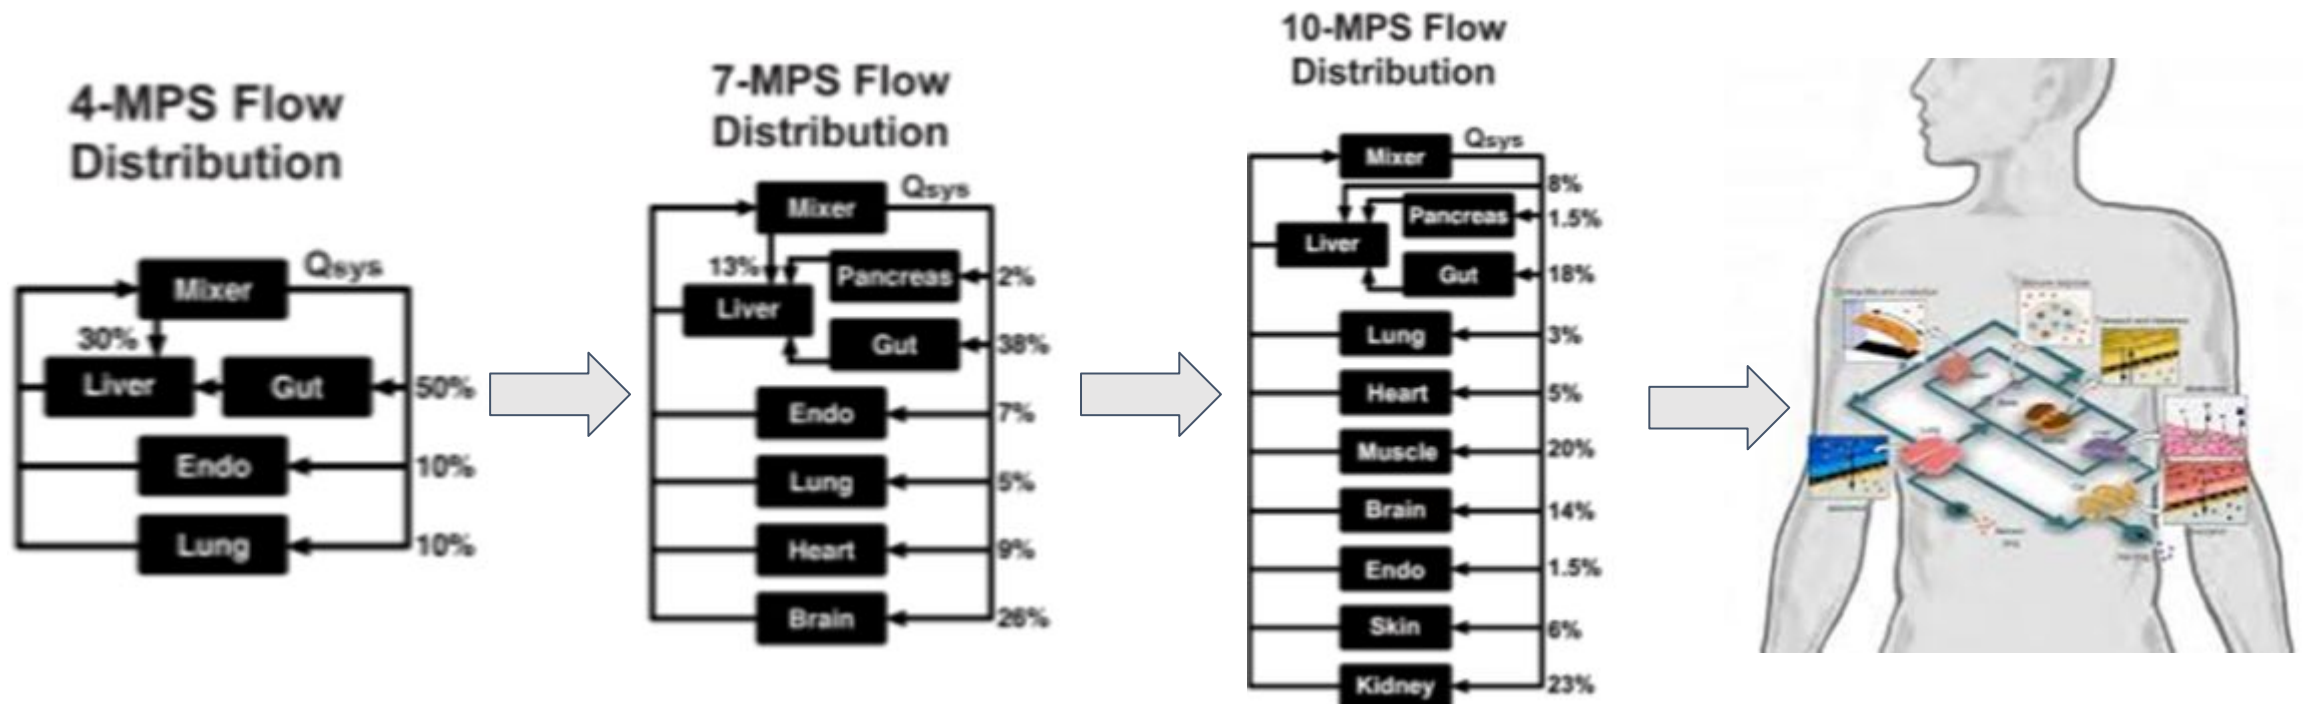 4-MPS Flow
Distribution
Qsys
Mixer
30%
Liver
Gut
50%
Endo
10%
Lung
10%
7-MPS Flow
Distribution
Qsys
Mixer
13%
Pancreas
2%
Liver
Gut
38%
Endo
7%
Lung
5%
Heart
9%
Brain
26%
10-MPS Flow
Distribution
Qsys
Mixer
8%
Pancreas
1.5%
Liver
Gut
18%
Lung
3%
Heart
5%
Muscle
20%
Brain
14%
Endo
1.5%
Skin
6%
Kidney
23%